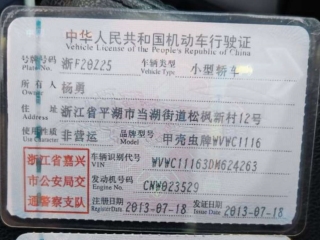 中华人民共和国机动车行驶证
Vehicle License of the People's Republic of China
号牌号码 浙F20225 车辆类型 小型轿车
Plate No. Vehicle Type
所有人 杨勇
Owner
住址 浙江省平湖市当湖街道松枫新村12号
Address
使用性质 非营运 品牌型号 甲壳虫牌WVWC1116
Use Character Model
浙江省嘉兴市公安局交通警察支队
车辆识别代号 WVWC11163DM624263
VIN
发动机号码 CNW023529
Engine No.
注册日期 2013-07-18 发证日期 2013-07-18
Register Date Issue Date